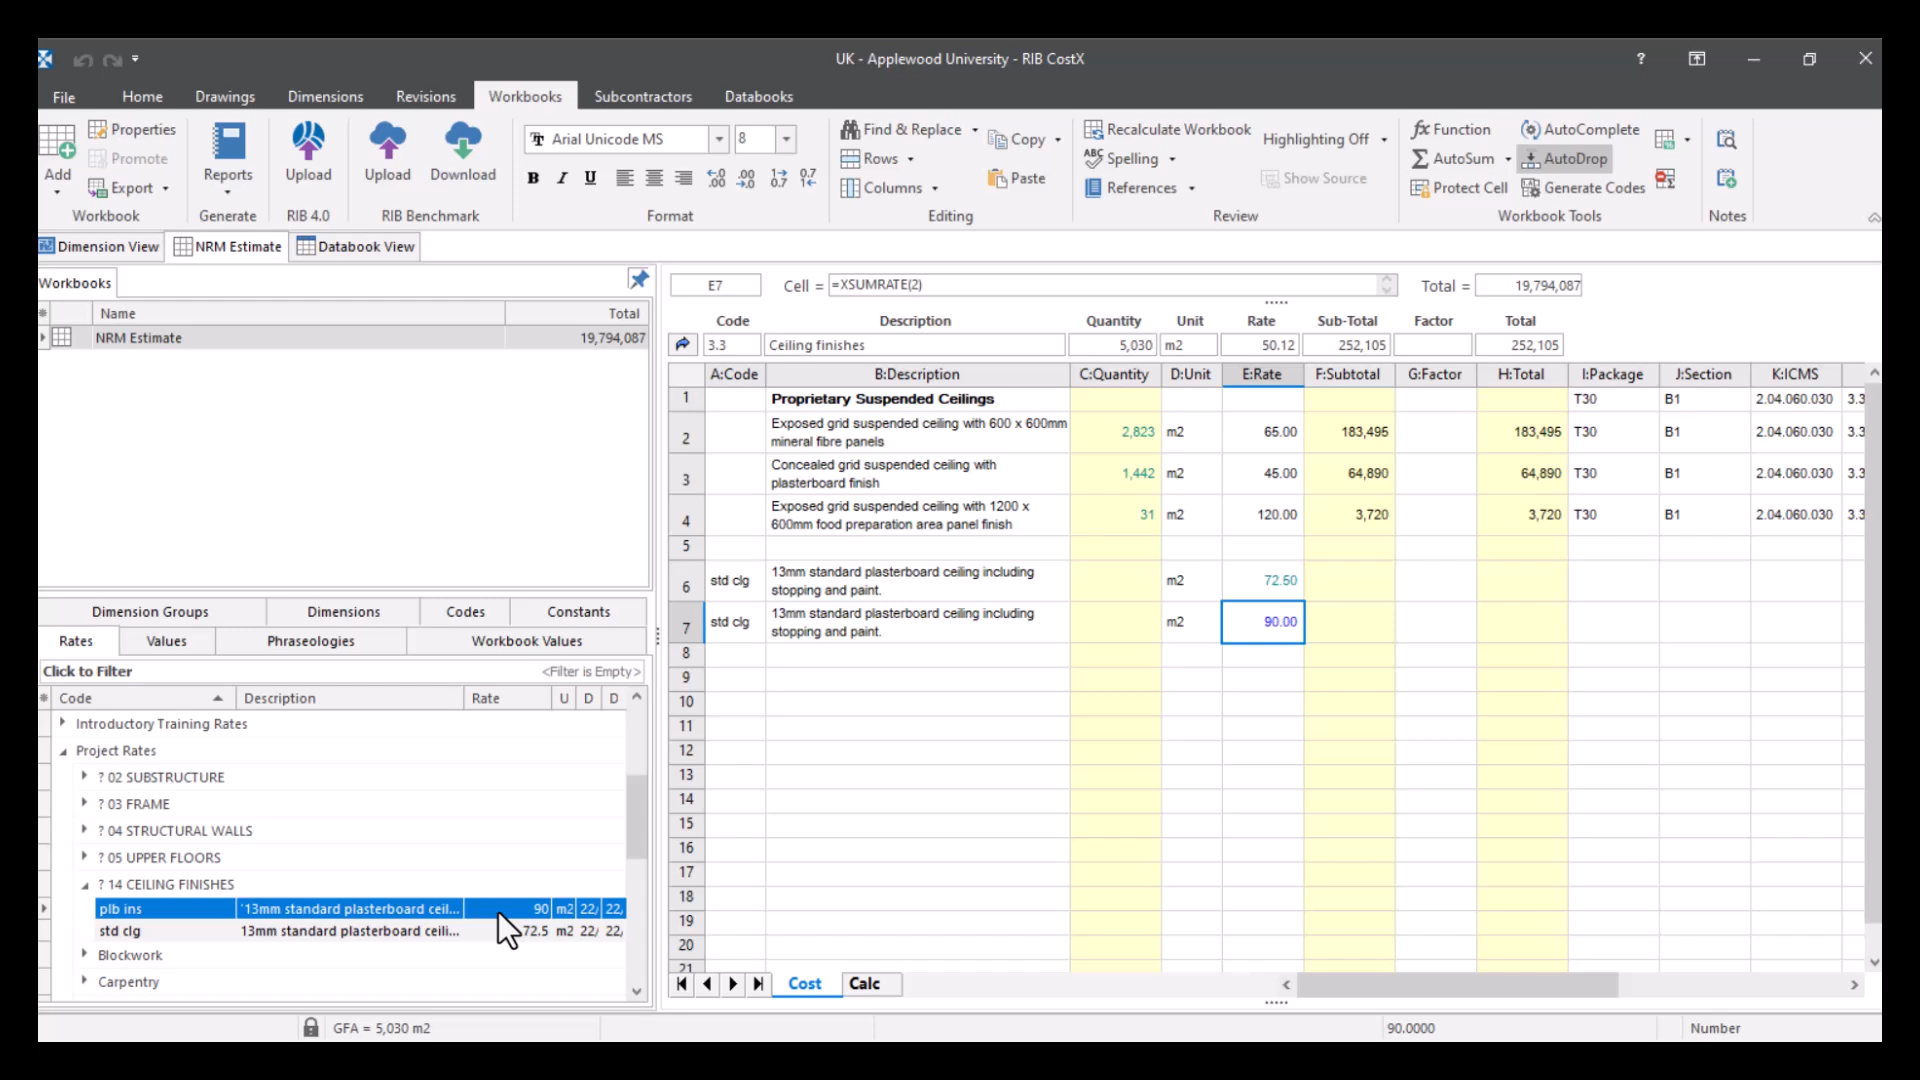 UK - Applewood University - RIB CostX
?
File Home Drawings Dimensions Revisions Workbooks Subcontractors Databooks
Add
Properties
Promote
Export
Workbook
Reports
Generate
Upload
RIB 4.0
Upload Download
RIB Benchmark
Arial Unicode MS 8
B I U
Format
Find & Replace
Rows
Columns
Copy
Paste
Editing
Recalculate Workbook
Spelling
References
Highlighting Off
Show Source
Review
Function
AutoSum
Protect Cell
AutoComplete
AutoDrop
Generate Codes
Workbook Tools
Notes
Dimension View NRM Estimate Databook View
Workbooks
Name Total
NRM Estimate 19,794,087
Dimension Groups Dimensions Codes Constants
Rates Values Phraseologies Workbook Values
Click to Filter <Filter is Empty>
Code Description Rate U D D
Introductory Training Rates
Project Rates
? 02 SUBSTRUCTURE
? 03 FRAME
? 04 STRUCTURAL WALLS
? 05 UPPER FLOORS
? 14 CEILING FINISHES
plb ins '13mm standard plasterboard ceil... 90 m2 22/ 22,
std clg 13mm standard plasterboard ceili... 72.5 m2 22/ 22,
Blockwork
Carpentry
E7 Cell = =XSUMRATE(2) Total = 19,794,087
Code Description Quantity Unit Rate Sub-Total Factor Total
3.3 Ceiling finishes 5,030 m2 50.12 252,105 252,105
A:Code B:Description C:Quantity D:Unit E:Rate F:Subtotal G:Factor H:Total I:Package J:Section K:ICMS
1 Proprietary Suspended Ceilings T30 B1 2.04.060.030 3.3
2 Exposed grid suspended ceiling with 600 x 600mm mineral fibre panels 2,823 m2 65.00 183,495 183,495 T30 B1 2.04.060.030 3.3
3 Concealed grid suspended ceiling with plasterboard finish 1,442 m2 45.00 64,890 64,890 T30 B1 2.04.060.030 3.3
4 Exposed grid suspended ceiling with 1200 x 600mm food preparation area panel finish 31 m2 120.00 3,720 3,720 T30 B1 2.04.060.030 3.3
5
6 std clg 13mm standard plasterboard ceiling including stopping and paint. m2 72.50
7 std clg 13mm standard plasterboard ceiling including stopping and paint. m2 90.00
8
9
10
11
12
13
14
15
16
17
18
19
20
21
Cost Calc
GFA = 5,030 m2 90.0000 Number